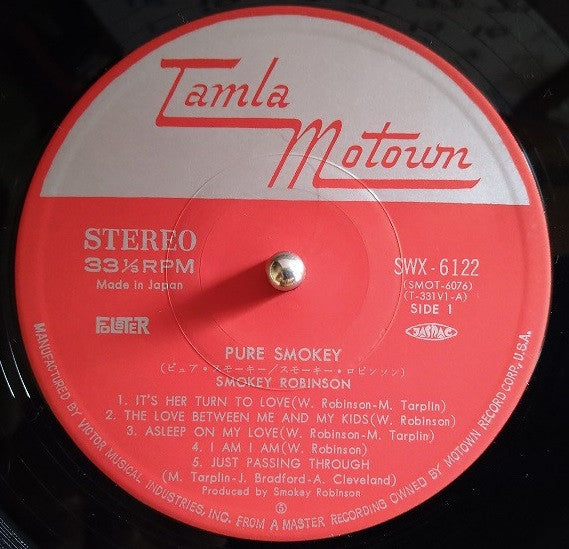 Tamla
Motown
STEREO
33⅓ RPM
Made in Japan
SWX-6122
(SMOT-6076)
(T-331V1-A)
SIDE 1
JASRAC
PURE SMOKEY
(ピュア・スモーキー/スモーキー・ロビンソン)
SMOKEY ROBINSON
1. IT'S HER TURN TO LOVE(W. Robinson-M. Tarplin)
2. THE LOVE BETWEEN ME AND MY KIDS(W. Robinson)
3. ASLEEP ON MY LOVE(W. Robinson-M. Tarplin)
4. I AM I AM(W. Robinson)
5. JUST PASSING THROUGH
(M. Tarplin-J. Bradford-A. Cleveland)
Produced by Smokey Robinson
Ⓢ
MANUFACTURED BY VICTOR MUSICAL INDUSTRIES, INC. FROM A MASTER RECORDING OWNED BY MOTOWN RECORD CORP., U.S.A.